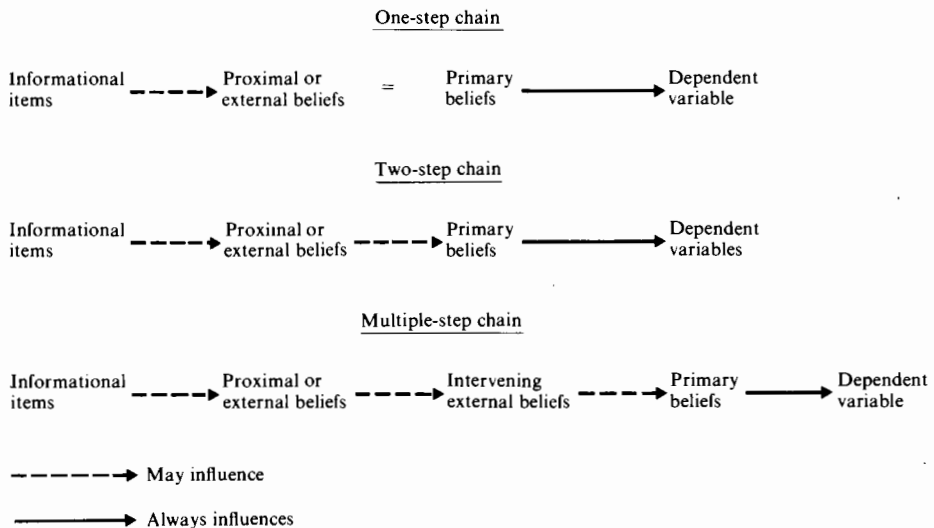 One-step chain
Informational items
Proximal or external beliefs
=
Primary beliefs
Dependent variable
Two-step chain
Informational items
Proximal or external beliefs
Primary beliefs
Dependent variables
Multiple-step chain
Informational items
Proximal or external beliefs
Intervening external beliefs
Primary beliefs
Dependent variable
May influence
Always influences